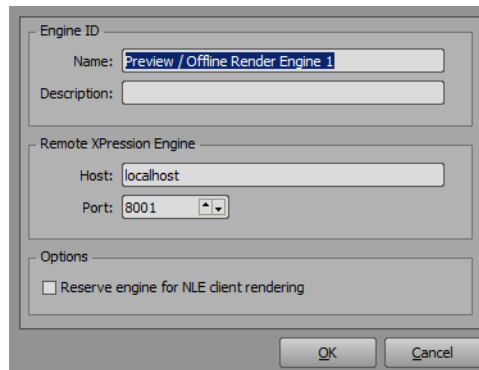 Engine ID
Name: Preview / Offline Render Engine 1
Description:
Remote XPression Engine
Host: localhost
Port: 8001
Options
Reserve engine for NLE client rendering
OK Cancel